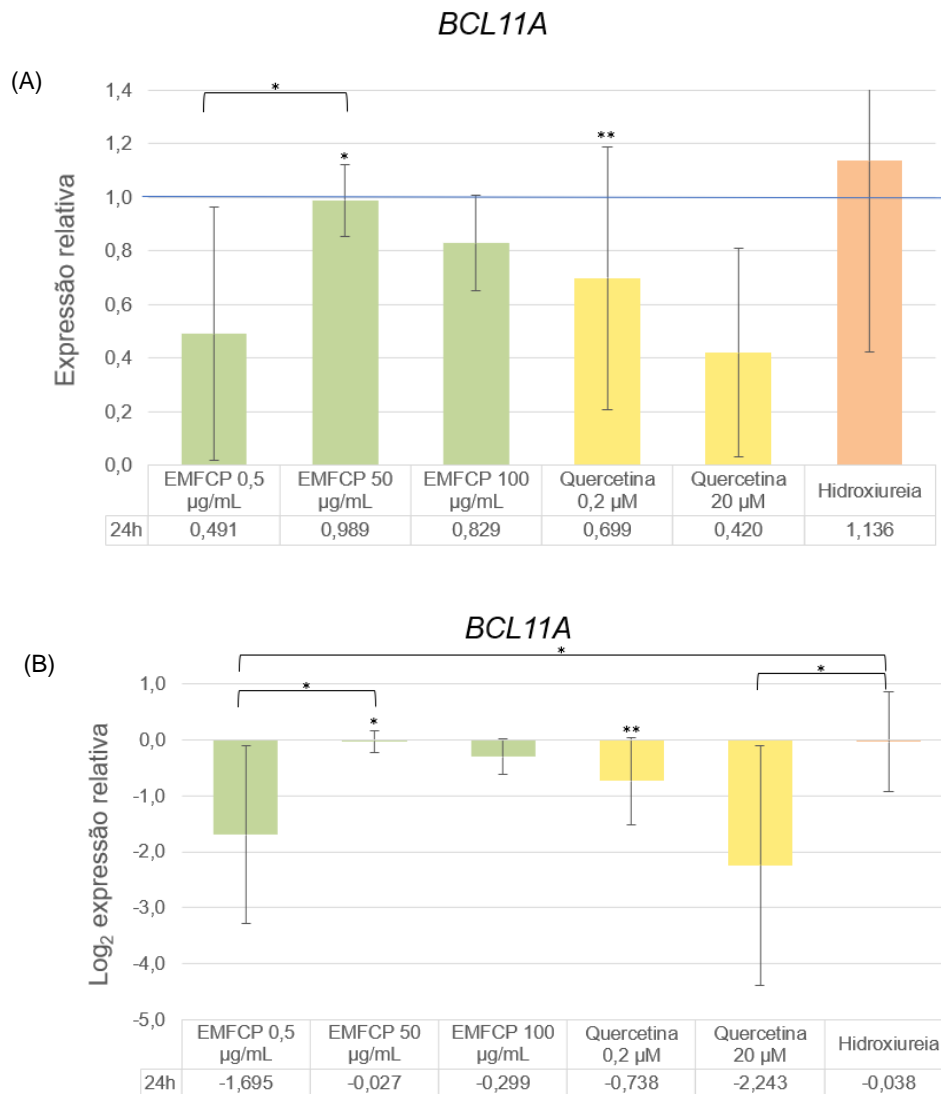 BCL11A
(A)
Expressão relativa
1,4
1,2
1,0
0,8
0,6
0,4
0,2
0,0
*
*
**
EMFCP 0,5 µg/mL
EMFCP 50 µg/mL
EMFCP 100 µg/mL
Quercetina 0,2 µM
Quercetina 20 µM
Hidroxiureia
24h 0,491 0,989 0,829 0,699 0,420 1,136
BCL11A
(B)
Log2 expressão relativa
1,0
0,0
-1,0
-2,0
-3,0
-4,0
-5,0
*
*
*
*
**
EMFCP 0,5 µg/mL
EMFCP 50 µg/mL
EMFCP 100 µg/mL
Quercetina 0,2 µM
Quercetina 20 µM
Hidroxiureia
24h -1,695 -0,027 -0,299 -0,738 -2,243 -0,038